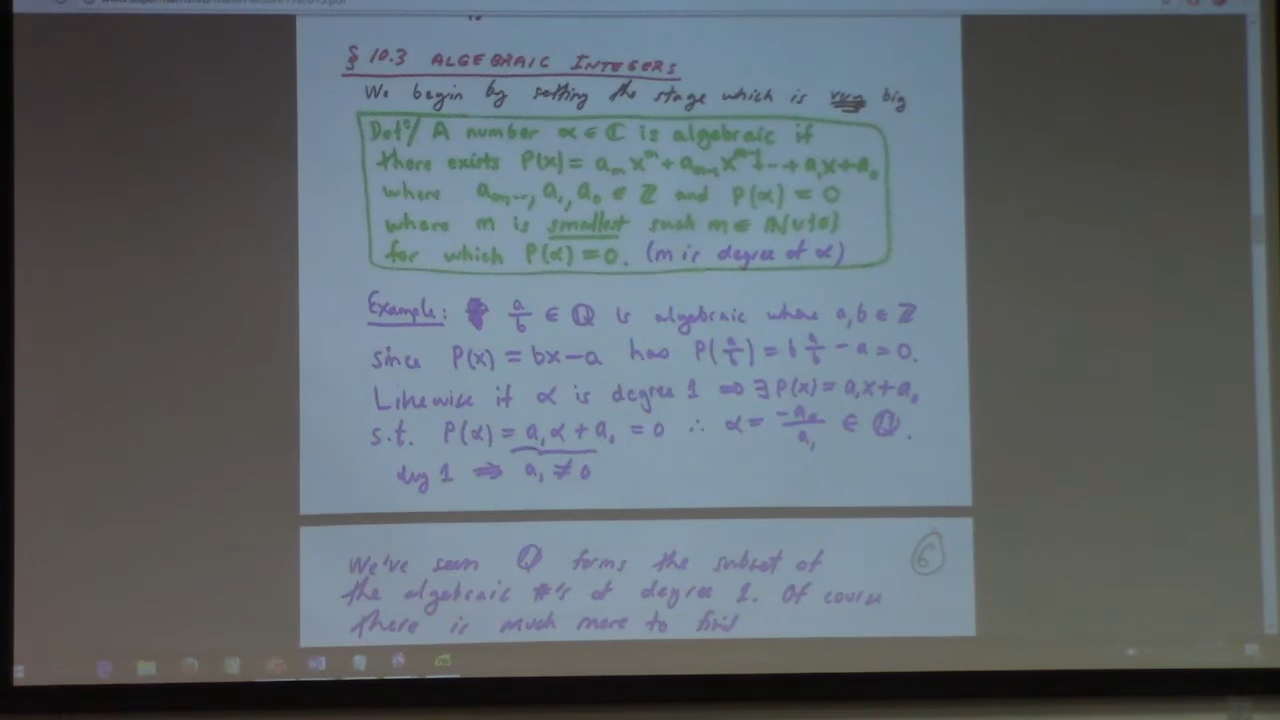 § 10.3 ALGEBRAIC INTEGERS
We begin by setting the stage which is very big
Defⁿ/ A number α ∈ ℂ is algebraic if
there exists P(x) = aₘxᵐ + aₘ₋₁xᵐ⁻¹ + ... + a₁x + a₀
where aₘ, ..., a₁, a₀ ∈ ℤ and P(α) = 0
where m is smallest such m ∈ ℕ∪{0}
for which P(α) = 0. (m is degree of α)
Example: a/b ∈ ℚ is algebraic where a, b ∈ ℤ
since P(x) = bx - a has P(a/b) = b a/b - a = 0.
Likewise if α is degree 1 ⇒ ∃ P(x) = a₁x + a₀
s.t. P(α) = a₁α + a₀ = 0 ∴ α = -a₀/a₁ ∈ ℚ.
deg 1 ⇒ a₁ ≠ 0
6
We've seen ℚ forms the subset of
the algebraic #'s of degree 1. Of course
there is much more to find